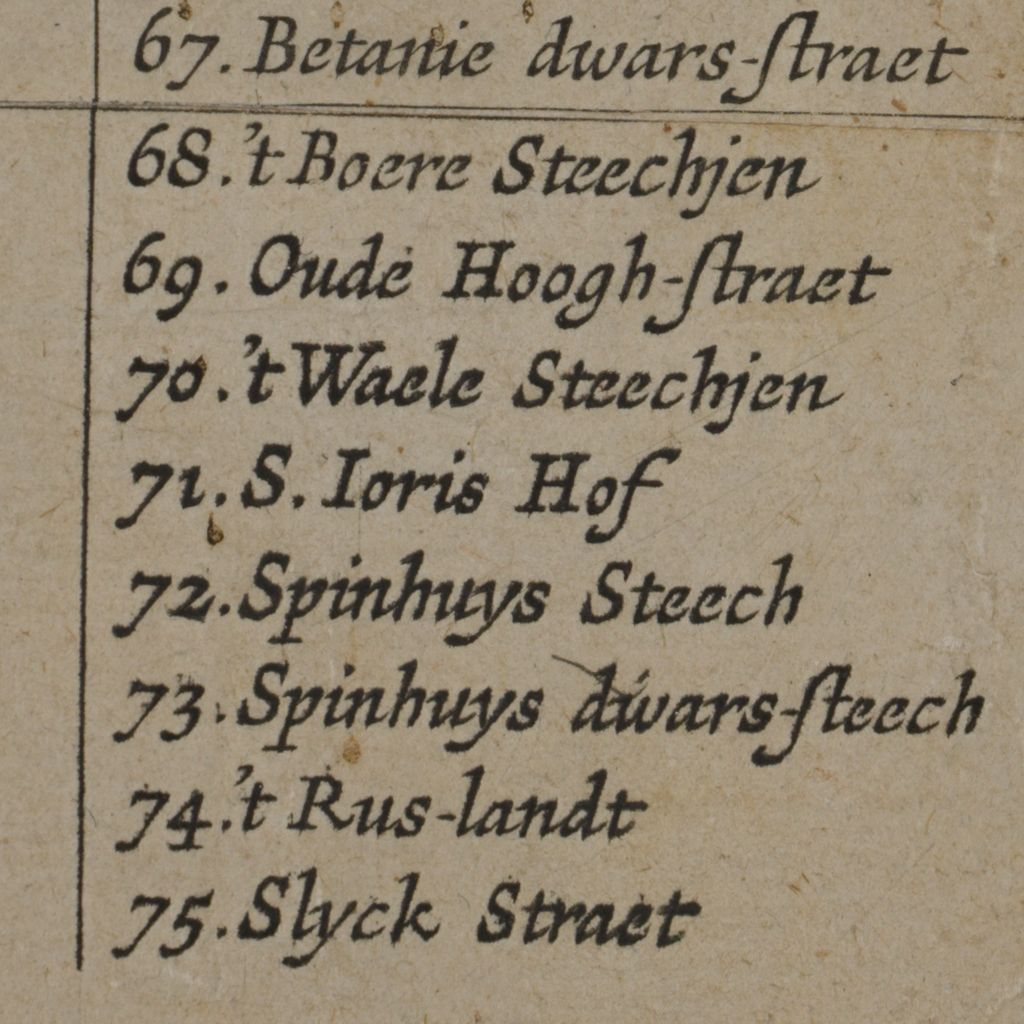 67. Betanie dwars-ſtraet
68. 't Boere Steechjen
69. Oude Hoogh-ſtraet
70. 't Waele Steechjen
71. S. Ioris Hof
72. Spinhuys Steech
73. Spinhuys dwars-ſteech
74. 't Rus-landt
75. Slyck Straet